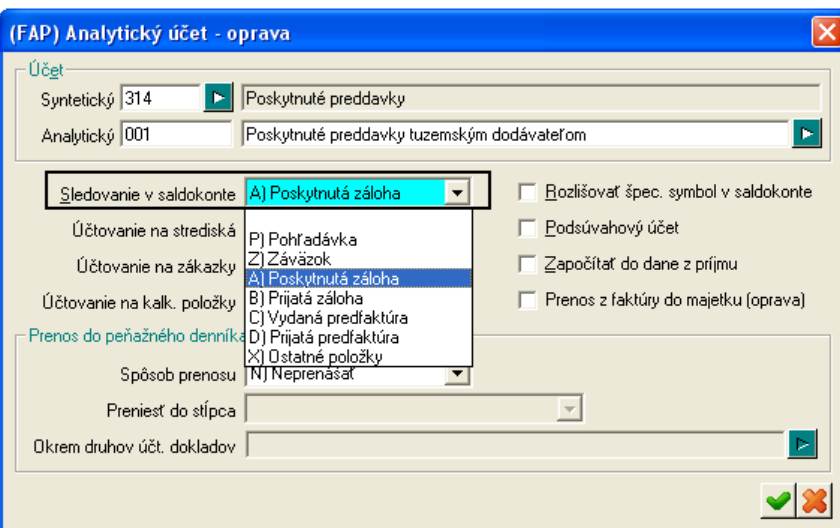 (FAP) Analytický účet - oprava
Účet
Syntetický 314 Poskytnuté preddavky
Analytický 001 Poskytnuté preddavky tuzemským dodávateľom
Sledovanie v saldokonte A) Poskytnutá záloha
Rozlišovať špec. symbol v saldokonte
Účtovanie na strediská
P) Pohľadávka
Podsúvahový účet
Z) Záväzok
Účtovanie na zákazky
A) Poskytnutá záloha
Započítať do dane z príjmu
B) Prijatá záloha
Účtovanie na kalk. položky
Prenos z faktúry do majetku (oprava)
C) Vydaná predfaktúra
Prenos do peňažného denníka
D) Prijatá predfaktúra
X) Ostatné položky
Spôsob prenosu N) Neprenášať
Preniesť do stĺpca
Okrem druhov účt. dokladov